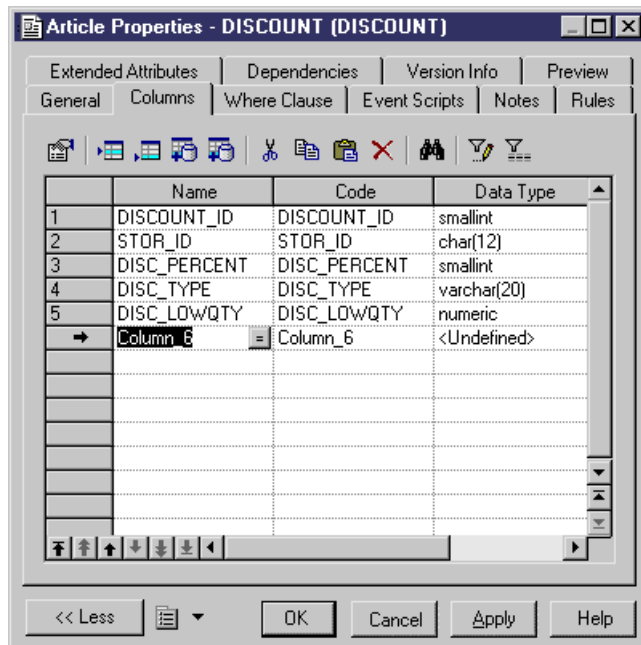 Article Properties - DISCOUNT (DISCOUNT)
Extended Attributes Dependencies Version Info Preview
General Columns Where Clause Event Scripts Notes Rules
Name Code Data Type
1 DISCOUNT_ID DISCOUNT_ID smallint
2 STOR_ID STOR_ID char(12)
3 DISC_PERCENT DISC_PERCENT smallint
4 DISC_TYPE DISC_TYPE varchar(20)
5 DISC_LOWQTY DISC_LOWQTY numeric
Column_6 = Column_6 <Undefined>
<< Less OK Cancel Apply Help